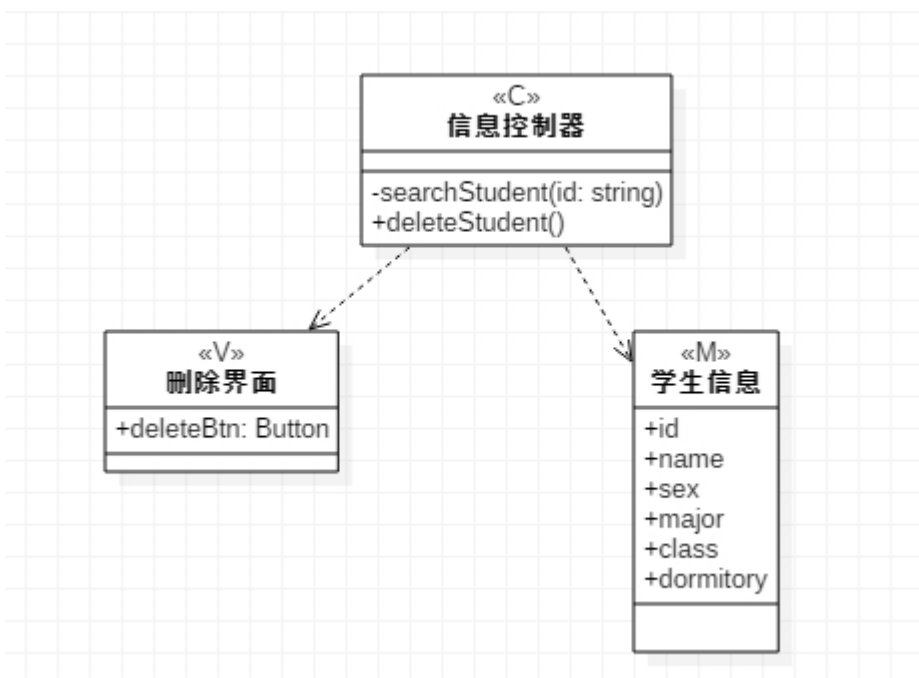 «C»
信息控制器
-searchStudent(id: string)
+deleteStudent()
«V»
删除界面
+deleteBtn: Button
«M»
学生信息
+id
+name
+sex
+major
+class
+dormitory